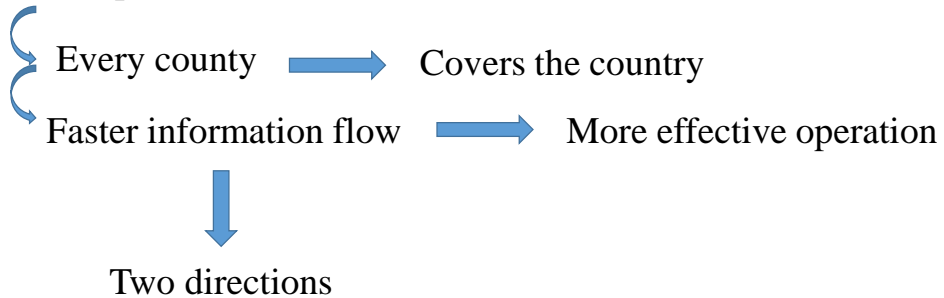 Every county Covers the country
Faster information flow More effective operation
Two directions